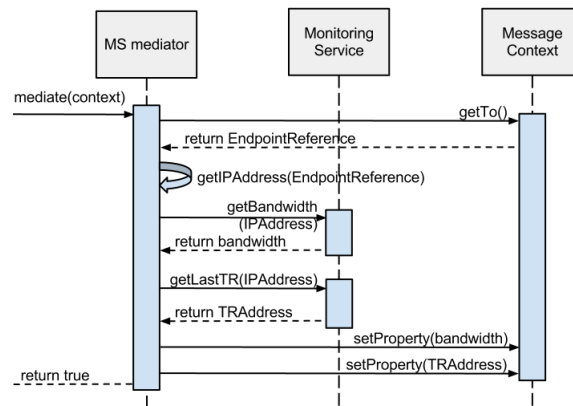 MS mediator
Monitoring
Service
Message
Context
mediate(context)
getTo()
return EndpointReference
getIPAddress(EndpointReference)
getBandwidth
(IPAddress)
return bandwidth
getLastTR(IPAddress)
return TRAddress
setProperty(bandwidth)
setProperty(TRAddress)
return true